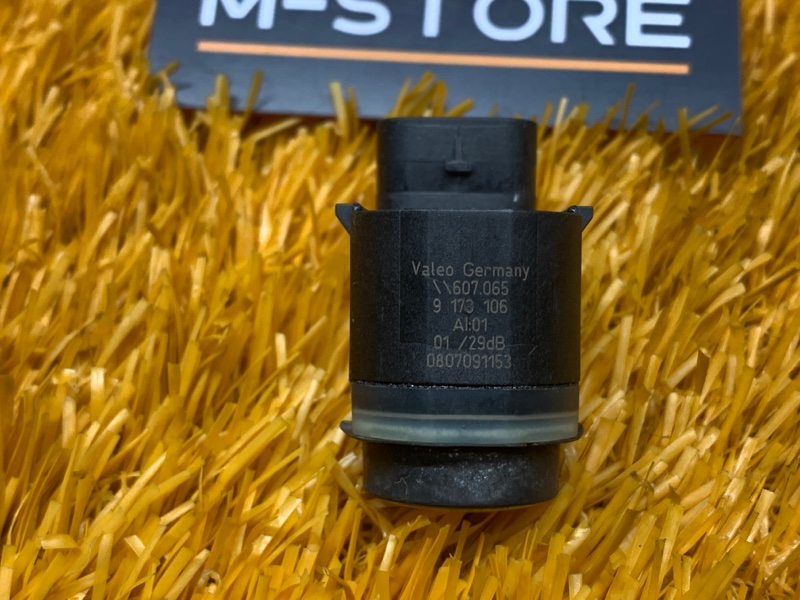 M-STORE
Valeo Germany
\\607.065
9 173 106
AI:01
01 /29dB
0807091153